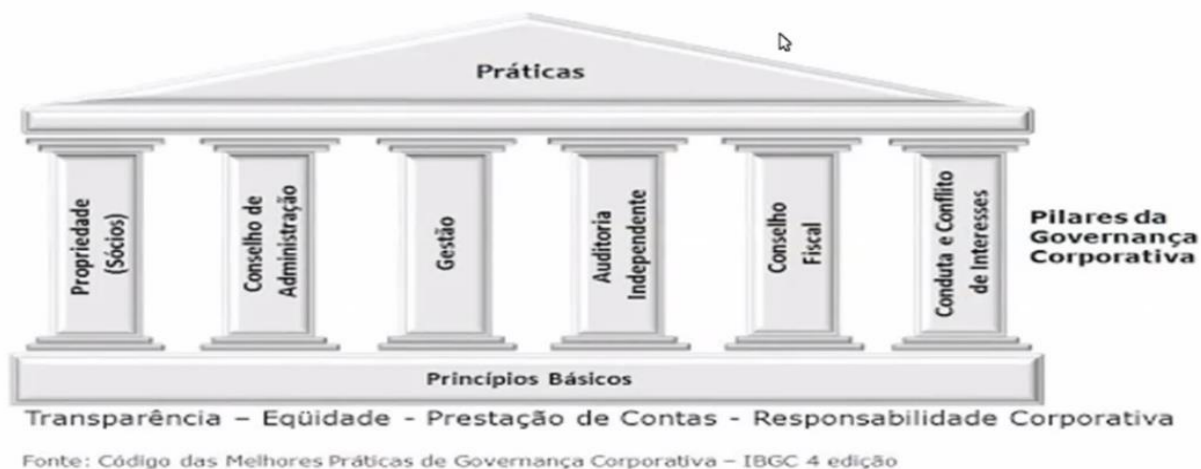 Práticas
Propriedade
(Sócios)
Conselho de
Administração
Gestão
Auditoria
Independente
Conselho
Fiscal
Conduta e Conflito
de Interesses
Pilares da
Governança
Corporativa
Princípios Básicos
Transparência – Eqüidade - Prestação de Contas - Responsabilidade Corporativa
Fonte: Código das Melhores Práticas de Governança Corporativa – IBGC 4 edição